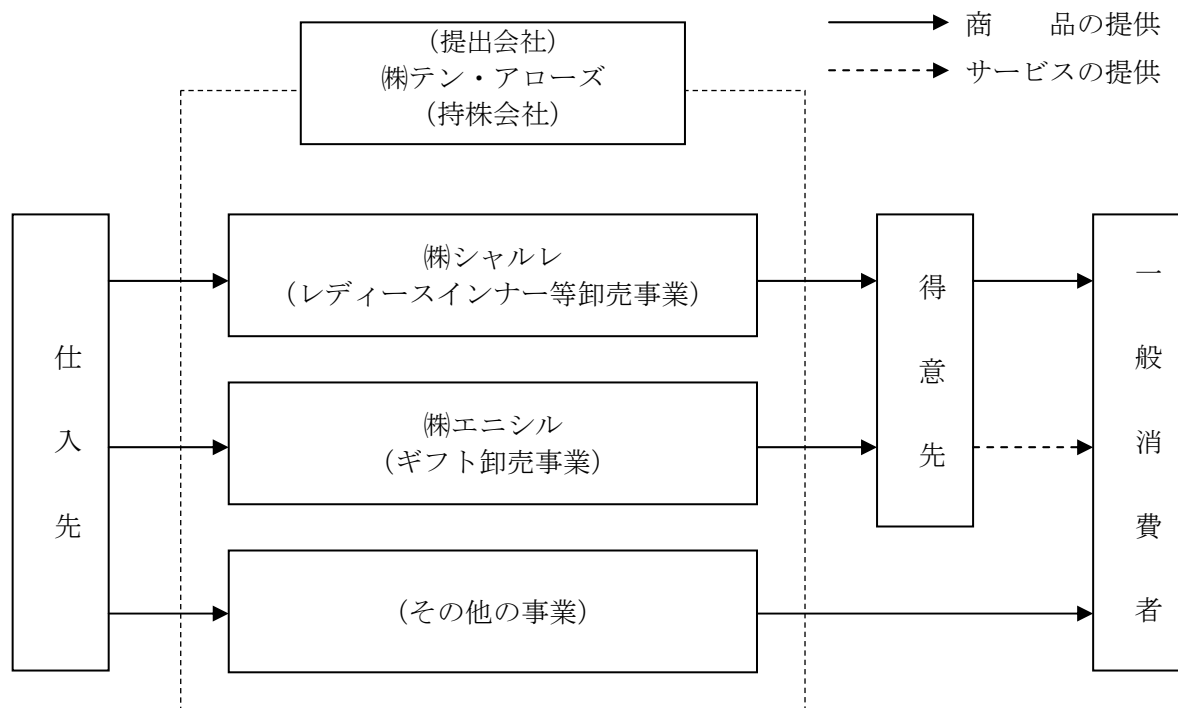 (提出会社)
㈱テン・アローズ
(持株会社)
商　　品の提供
サービスの提供
仕入先
㈱シャルレ
(レディースインナー等卸売事業)
㈱エニシル
(ギフト卸売事業)
(その他の事業)
得意先
一般消費者